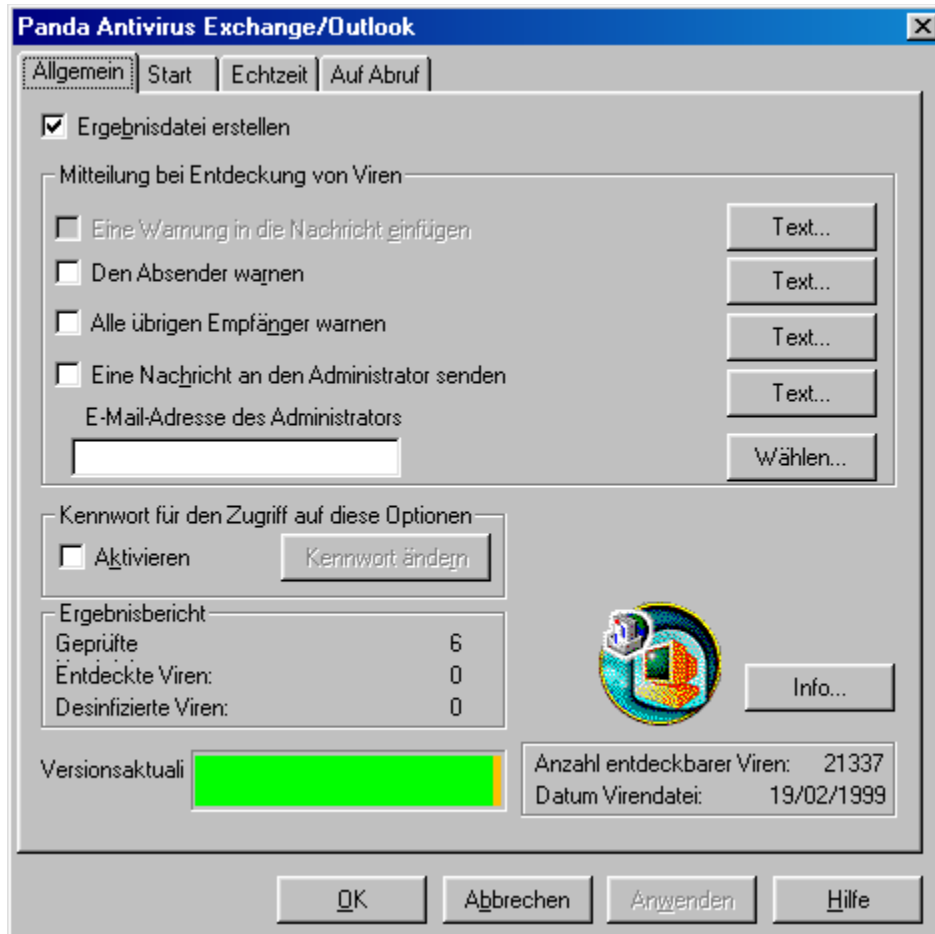 Panda Antivirus Exchange/Outlook
Allgemein Start Echtzeit Auf Abruf
Ergebnisdatei erstellen
Mitteilung bei Entdeckung von Viren
Eine Warnung in die Nachricht einfügen Text...
Den Absender warnen Text...
Alle übrigen Empfänger warnen Text...
Eine Nachricht an den Administrator senden Text...
E-Mail-Adresse des Administrators
Wählen...
Kennwort für den Zugriff auf diese Optionen
Aktivieren Kennwort ändern
Ergebnisbericht
Geprüfte 6
Entdeckte Viren: 0
Desinfizierte Viren: 0
Info...
Versionsaktuali
Anzahl entdeckbarer Viren: 21337
Datum Virendatei: 19/02/1999
OK Abbrechen Anwenden Hilfe